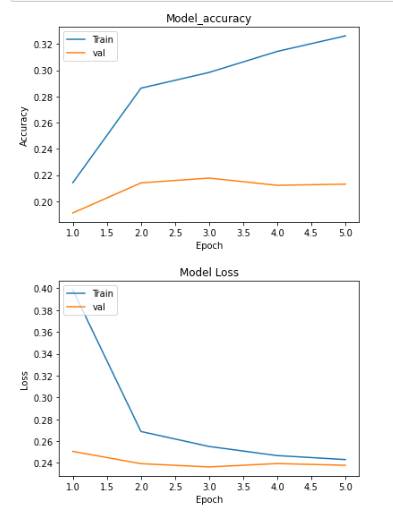 Model_accuracy
Train
val
0.32
0.30
0.28
0.26
0.24
0.22
0.20
Accuracy
1.0 1.5 2.0 2.5 3.0 3.5 4.0 4.5 5.0
Epoch
Model Loss
Train
val
0.40
0.38
0.36
0.34
0.32
0.30
0.28
0.26
0.24
Loss
1.0 1.5 2.0 2.5 3.0 3.5 4.0 4.5 5.0
Epoch